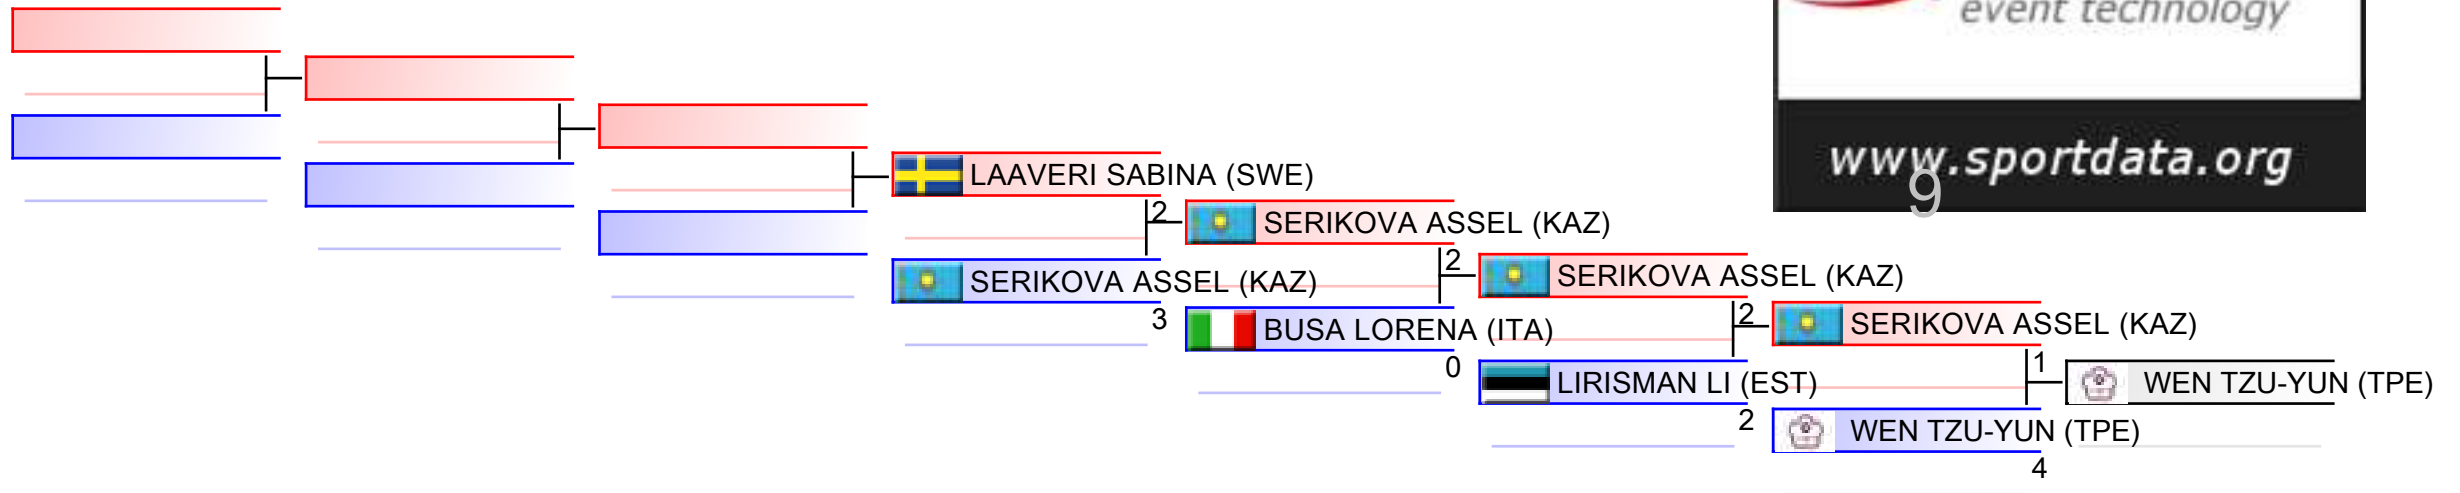 event technology
www.sportdata.org
9
LAAVERI SABINA (SWE)
2
SERIKOVA ASSEL (KAZ)
SERIKOVA ASSEL (KAZ)
3
2
BUSA LORENA (ITA)
0
SERIKOVA ASSEL (KAZ)
2
LIRISMAN LI (EST)
2
SERIKOVA ASSEL (KAZ)
1
WEN TZU-YUN (TPE)
4
WEN TZU-YUN (TPE)